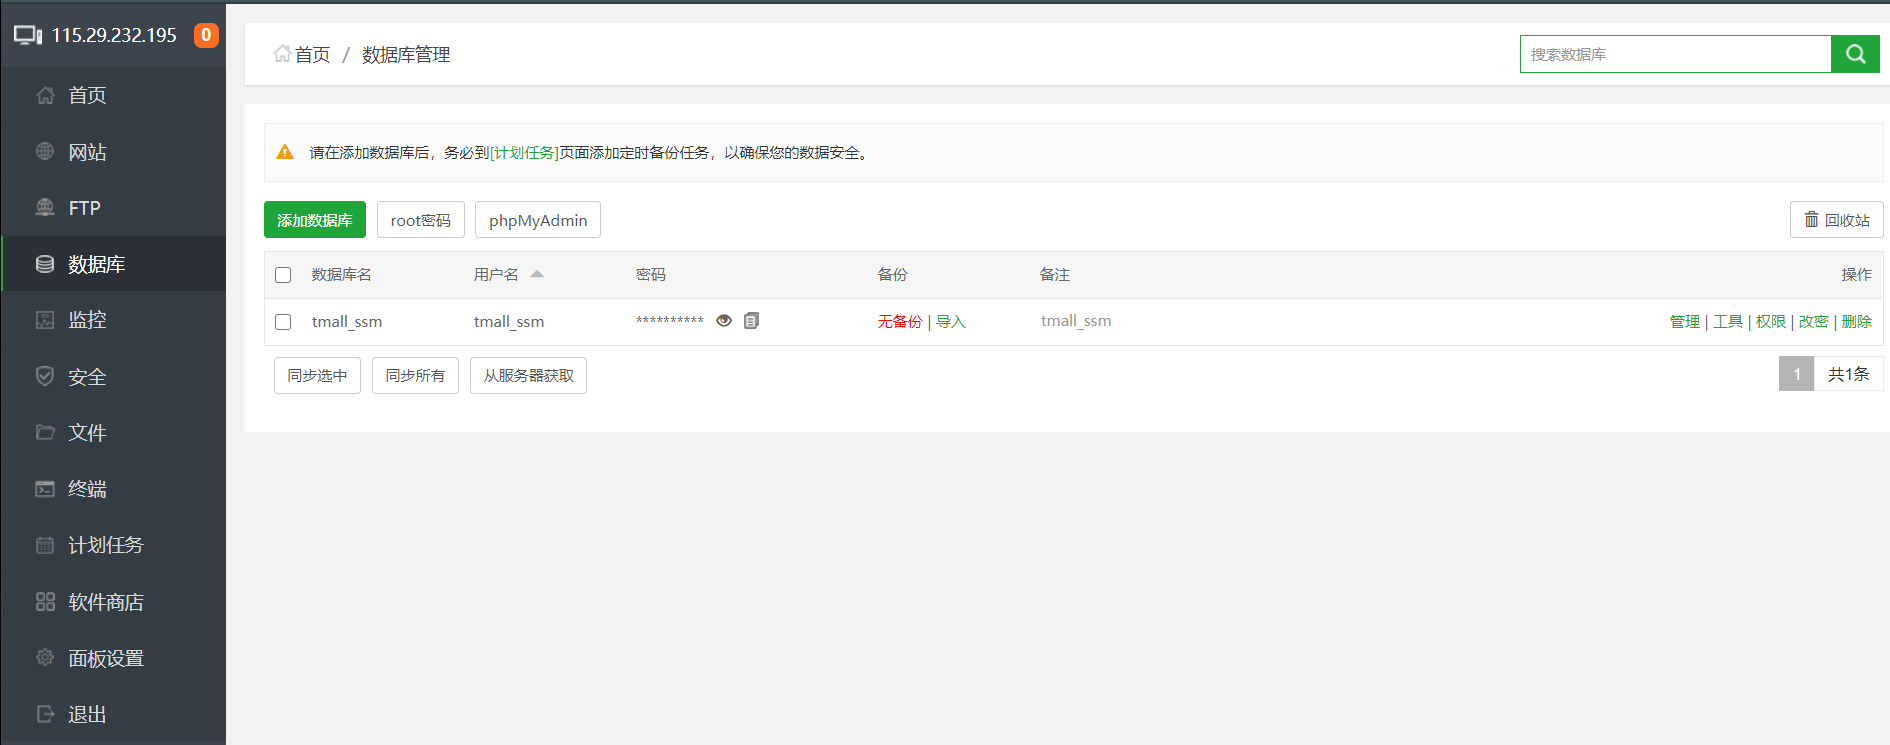 115.29.232.195 0
首页
网站
FTP
数据库
监控
安全
文件
终端
计划任务
软件商店
面板设置
退出
首页 / 数据库管理
搜索数据库
请在添加数据库后，务必到[计划任务]页面添加定时备份任务，以确保您的数据安全。
添加数据库 root密码 phpMyAdmin 回收站
数据库名 用户名 密码 备份 备注 操作
tmall_ssm tmall_ssm ********** 无备份 | 导入 tmall_ssm 管理 | 工具 | 权限 | 改密 | 删除
同步选中 同步所有 从服务器获取 1 共1条